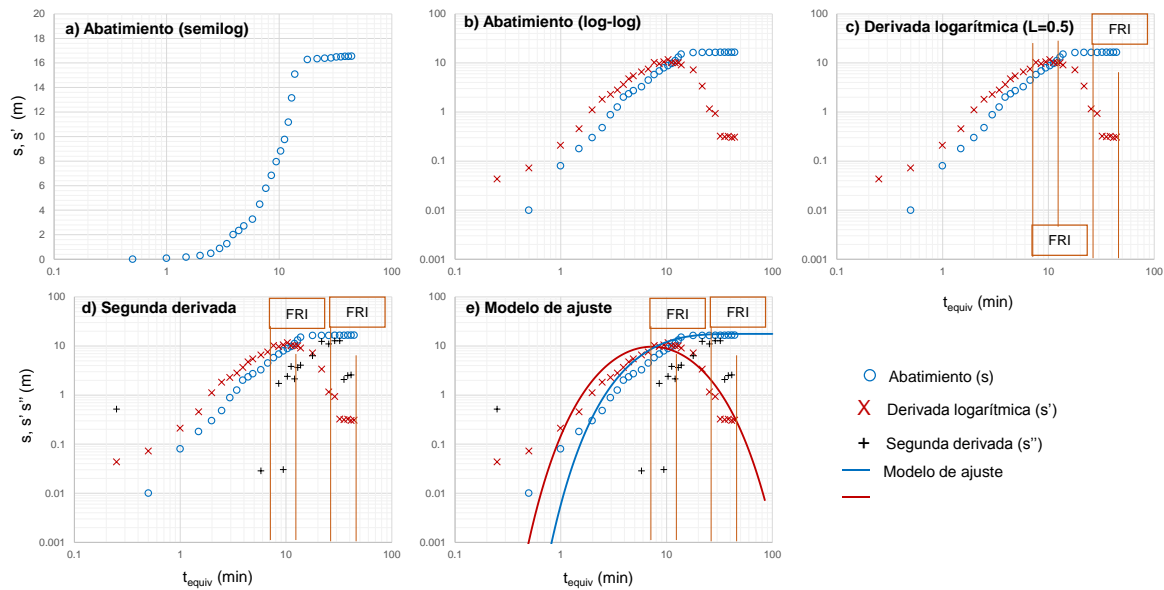 a) Abatimiento (semilog)
s, s' (m)
20
18
16
14
12
10
8
6
4
2
0
0.1
1
10
100
b) Abatimiento (log-log)
100
10
1
0.1
0.01
0.001
0.1
1
10
100
c) Derivada logarítmica (L=0.5)
FRI
FRI
100
10
1
0.1
0.01
0.001
0.1
1
10
100
tequiv (min)
d) Segunda derivada
FRI
FRI
s, s' s'' (m)
100
10
1
0.1
0.01
0.001
0.1
1
10
100
tequiv (min)
e) Modelo de ajuste
FRI
FRI
100
10
1
0.1
0.01
0.001
0.1
1
10
100
tequiv (min)
Abatimiento (s)
Derivada logarítmica (s')
Segunda derivada (s'')
Modelo de ajuste